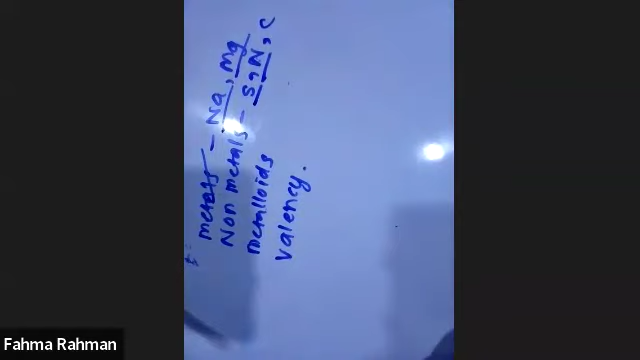 metals - Na, Mg
Non metals - S, N, C
metalloids
valency.
Fahma Rahman